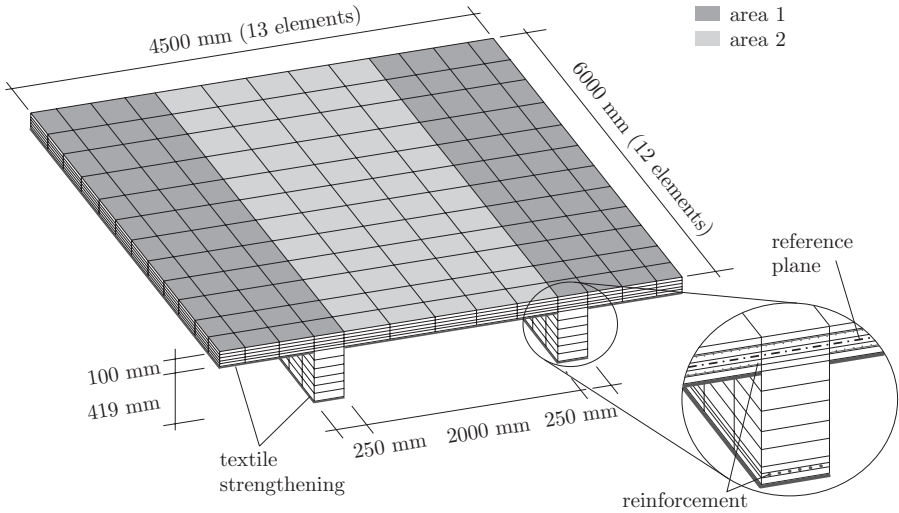 4500 mm (13 elements)
area 1
area 2
6000 mm (12 elements)
reference
plane
100 mm
419 mm
250 mm
2000 mm
250 mm
textile
strengthening
reinforcement